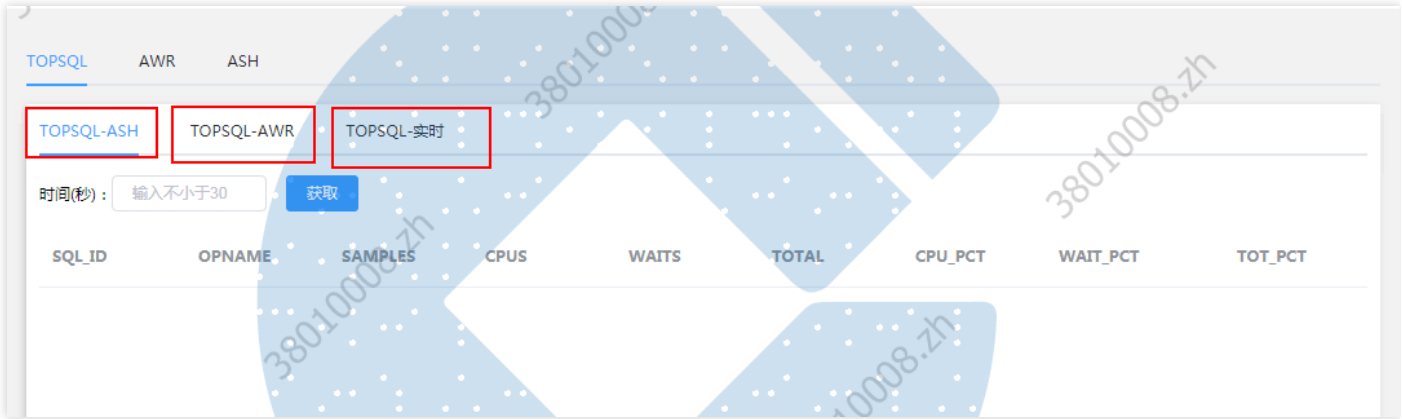 TOPSQL AWR ASH
TOPSQL-ASH TOPSQL-AWR TOPSQL-实时
时间(秒)： 输入不小于30 获取
SQL_ID OPNAME SAMPLES CPUS WAITS TOTAL CPU_PCT WAIT_PCT TOT_PCT
38010008.zh
38010008.zh
38010008.zh
10008.zh